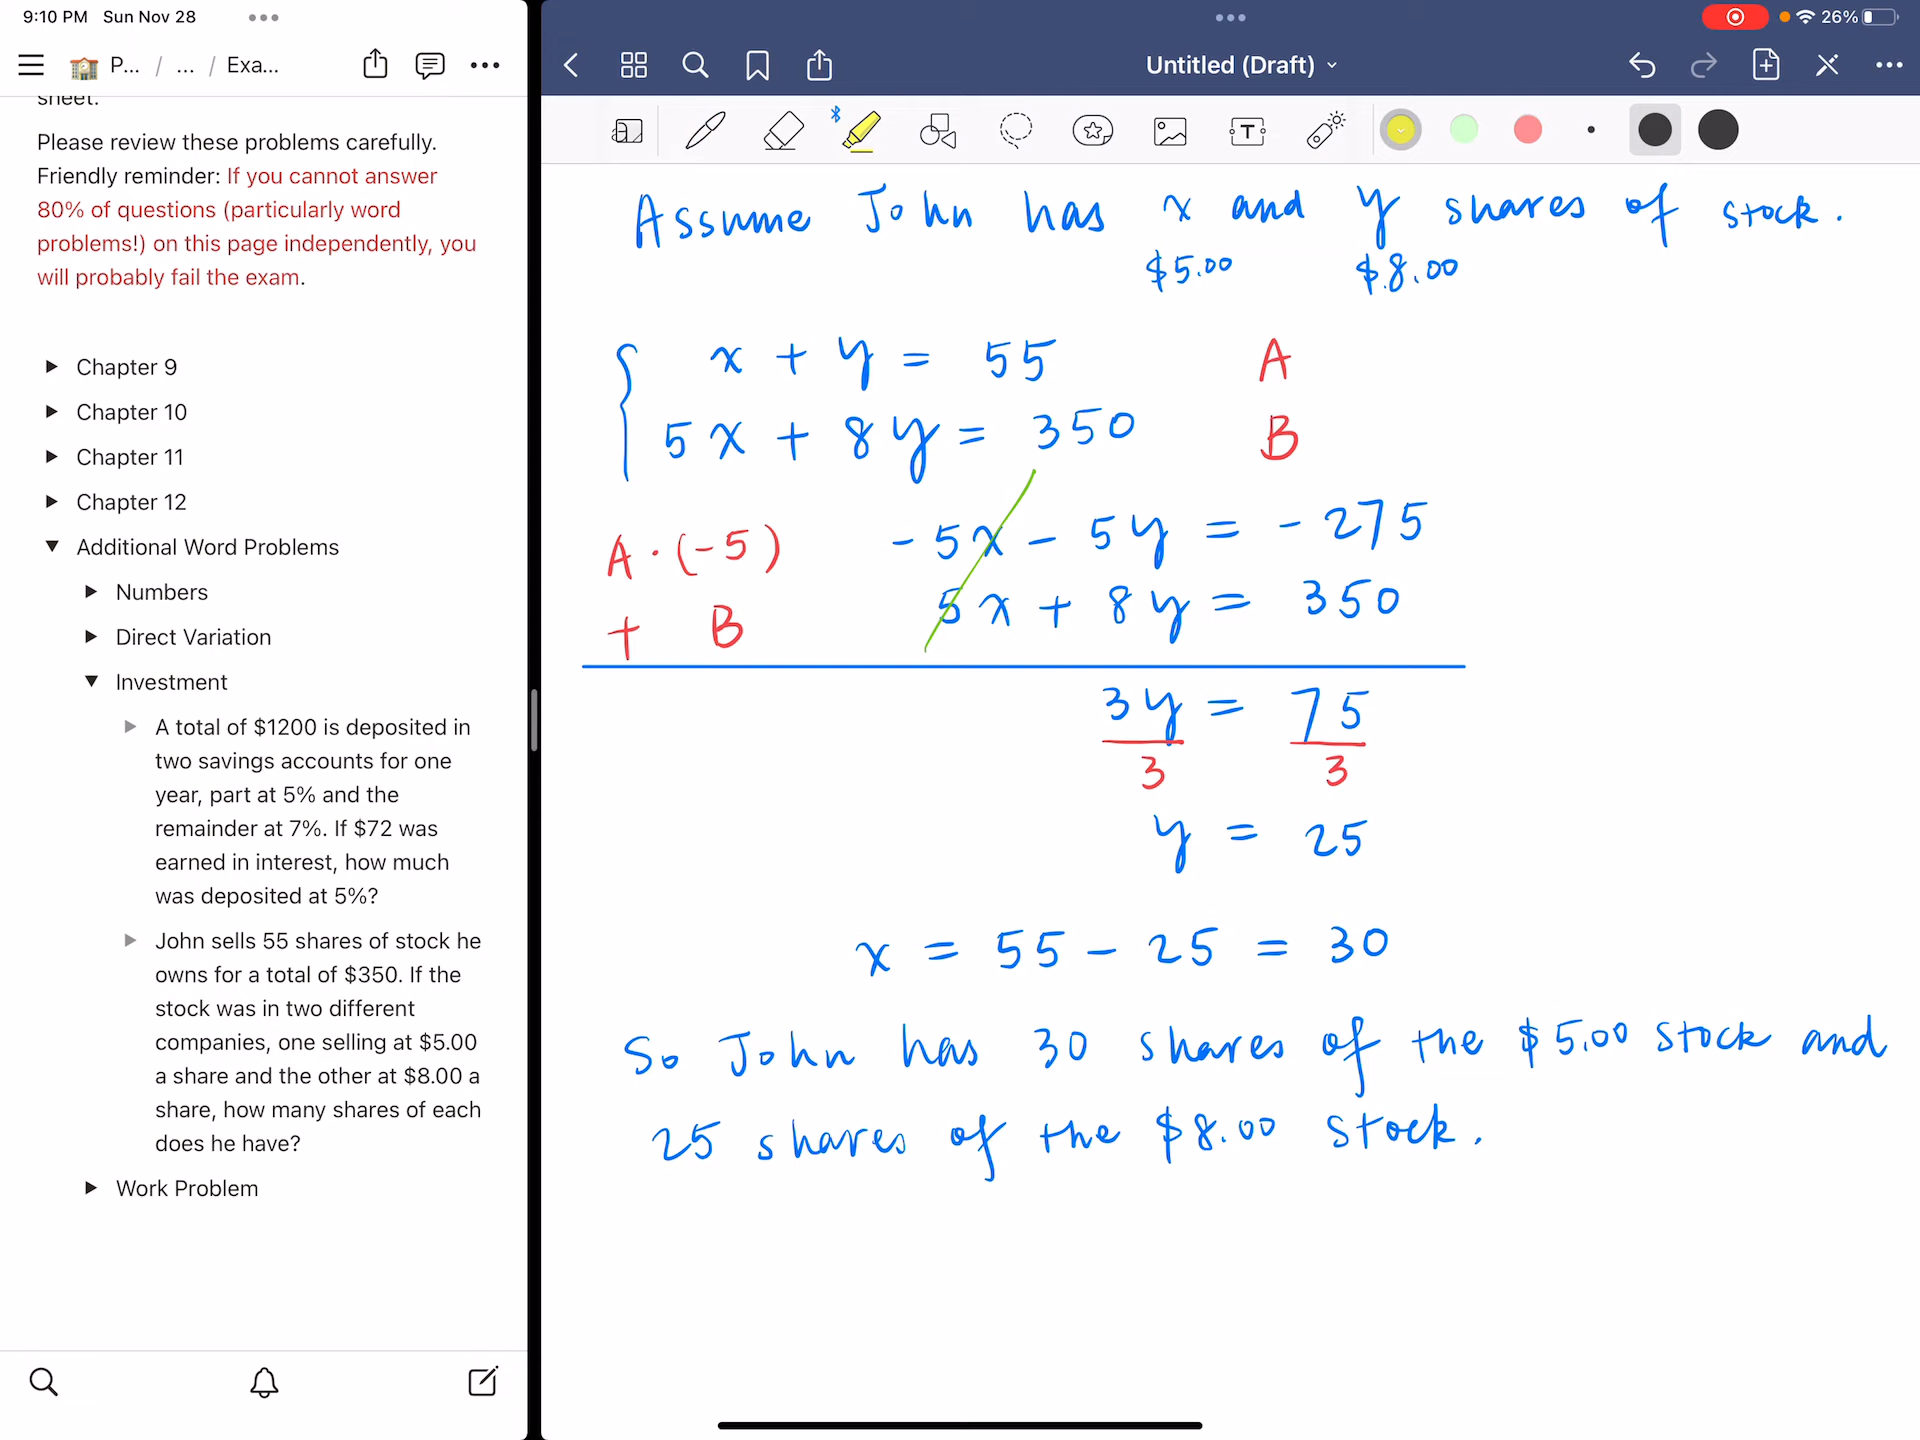 9:10 PM Sun Nov 28
26%
P... / ... / Exa...
Untitled (Draft)
sheet.
Please review these problems carefully.
Friendly reminder: If you cannot answer
80% of questions (particularly word
problems!) on this page independently, you
will probably fail the exam.
Chapter 9
Chapter 10
Chapter 11
Chapter 12
Additional Word Problems
Numbers
Direct Variation
Investment
A total of $1200 is deposited in
two savings accounts for one
year, part at 5% and the
remainder at 7%. If $72 was
earned in interest, how much
was deposited at 5%?
John sells 55 shares of stock he
owns for a total of $350. If the
stock was in two different
companies, one selling at $5.00
a share and the other at $8.00 a
share, how many shares of each
does he have?
Work Problem
Assume John has x and y shares of stock.
$5.00 $8.00
x + y = 55 A
5x + 8y = 350 B
A · (-5) -5x - 5y = -275
+ B 5x + 8y = 350
3y = 75
3 3
y = 25
x = 55 - 25 = 30
So John has 30 shares of the $5.00 stock and
25 shares of the $8.00 stock.